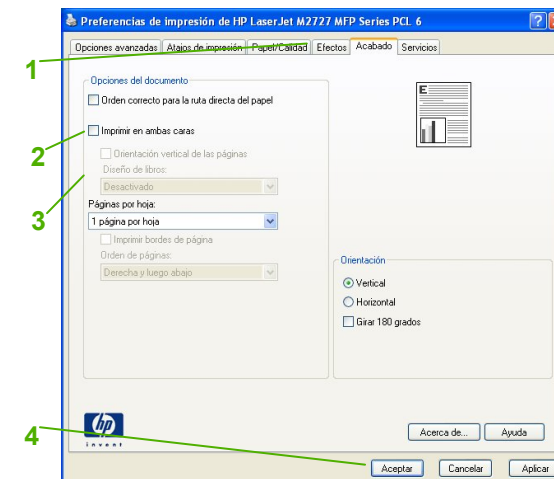 Preferencias de impresión de HP LaserJet M2727 MFP Series PCL 6
?
Opciones avanzadas Atajos de impresión Papel/Calidad Efectos Acabado Servicios
1
Opciones del documento
Orden correcto para la ruta directa del papel
E
2
Imprimir en ambas caras
Orientación vertical de las páginas
Diseño de libros:
Desactivado
3
Páginas por hoja:
1 página por hoja
Imprimir bordes de página
Orden de páginas:
Derecha y luego abajo
Orientación
Vertical
Horizontal
Girar 180 grados
hp
invent
4
Acerca de... Ayuda
Aceptar Cancelar Aplicar